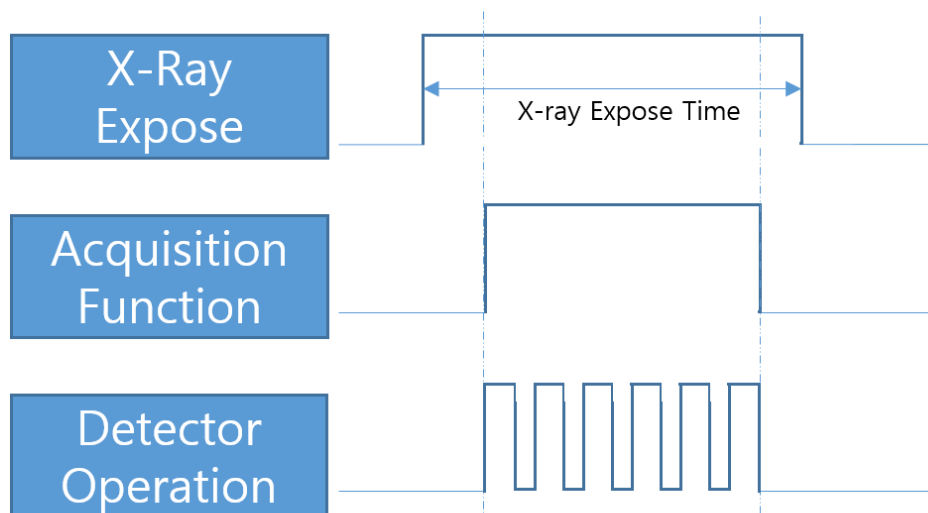 X-Ray
Expose
X-ray Expose Time
Acquisition
Function
Detector
Operation